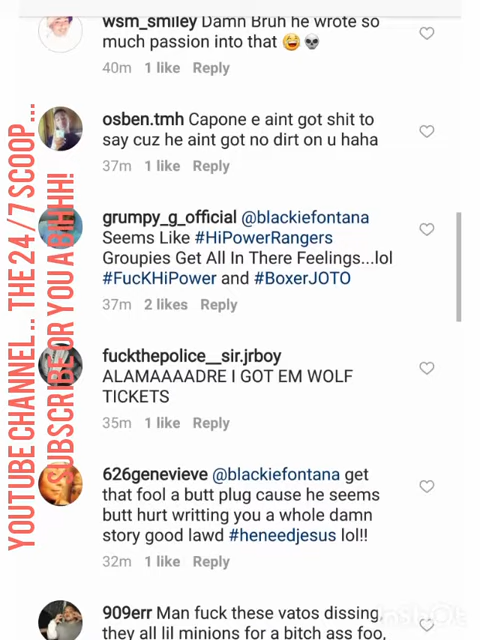 wsm_smiley Damn Bruh he wrote so
much passion into that 😅💀
40m 1 like Reply
osben.tmh Capone e aint got shit to
say cuz he aint got no dirt on u haha
37m 1 like Reply
grumpy_g_official @blackiefontana
Seems Like #HiPowerRangers
Groupies Get All In There Feelings...lol
#FucKHiPower and #BoxerJOTO
37m 2 likes Reply
fuckthepolice__sir.jrboy
ALAMAAAADRE I GOT EM WOLF
TICKETS
35m 1 like Reply
626genevieve @blackiefontana get
that fool a butt plug cause he seems
butt hurt writting you a whole damn
story good lawd #heneedjesus lol!!
32m 1 like Reply
909err Man fuck these vatos dissing,
they all lil minions for a bitch ass foo,
YOUTUBE CHANNEL .. THE 24/7 SCOOP...
SUBSCRIBE OR YOU A BIHHH!
InShOt